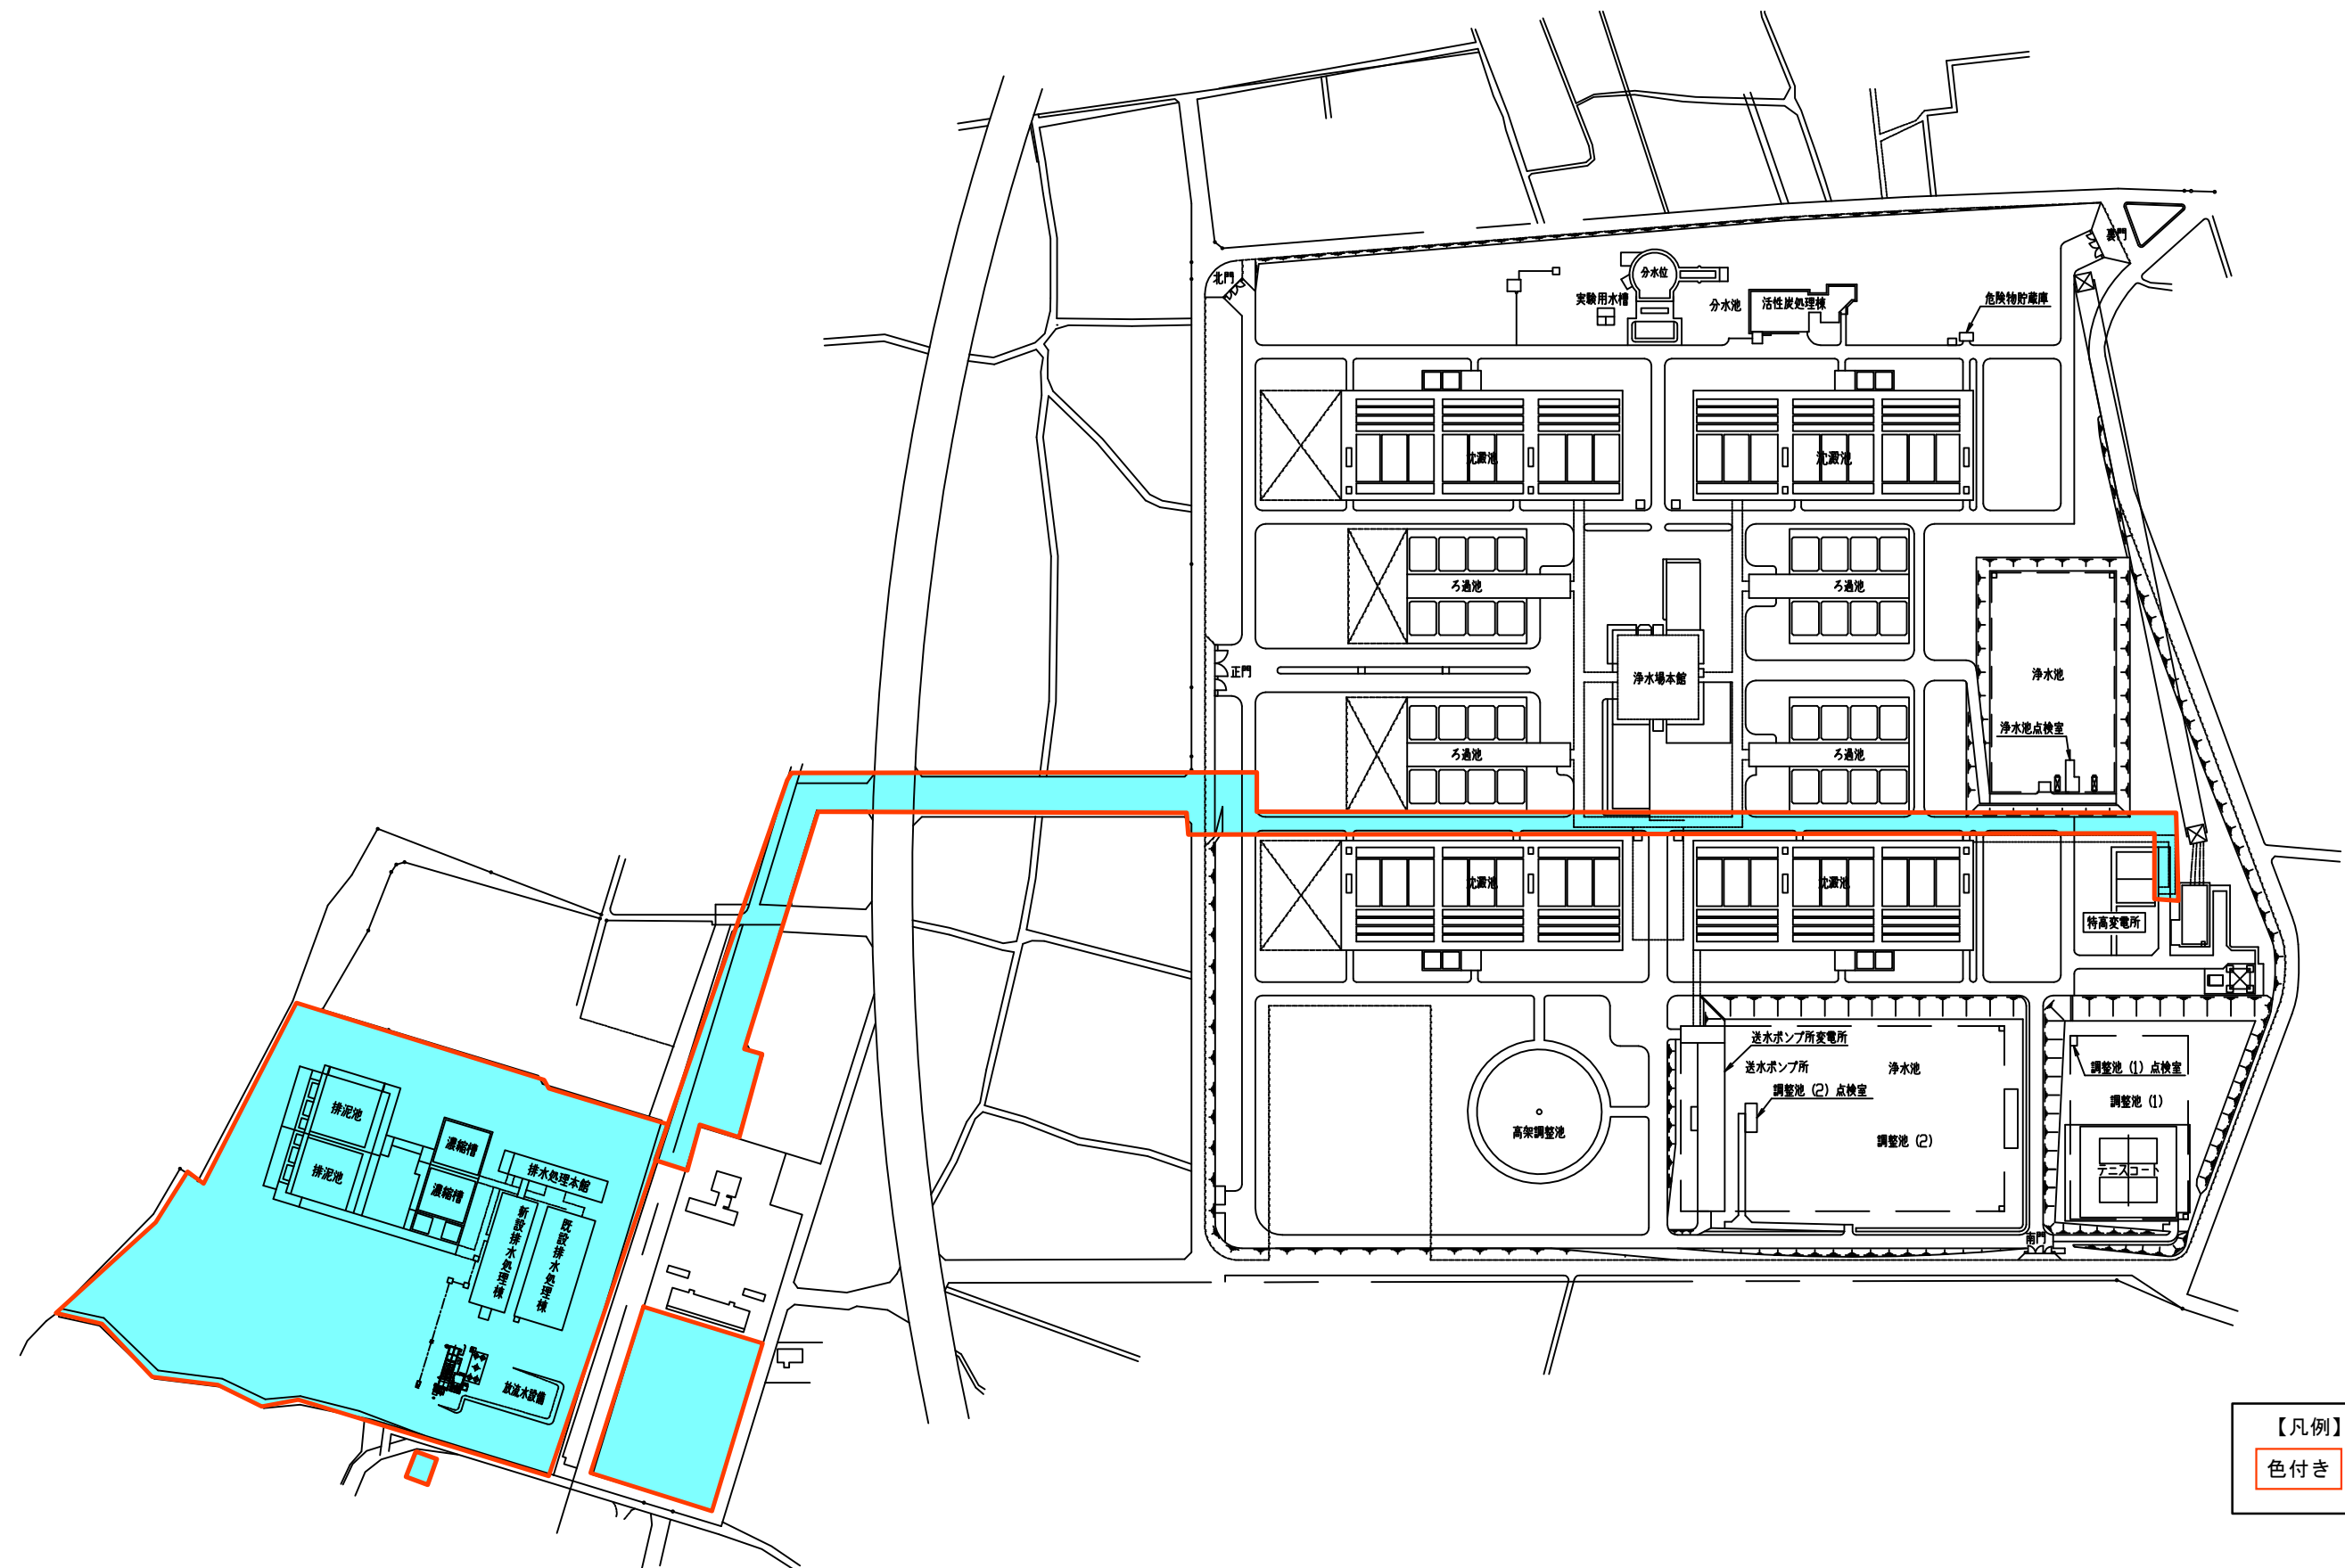 裏門
北門
分水位
実験用水槽
分水池
活性炭処理棟
危険物貯蔵庫
沈澱池
沈澱池
ろ過池
ろ過池
正門
浄水場本館
浄水池
浄水池点検室
ろ過池
ろ過池
沈澱池
沈澱池
特高変電所
送水ポンプ所変電所
送水ポンプ所
浄水池
調整池（2）点検室
調整池（2）
高架調整池
調整池（1）点検室
調整池（1）
テニスコート
南門
排泥池
排泥池
濃縮槽
濃縮槽
排水処理本館
新設排水処理棟
既設排水処理棟
放流水設備
【凡例】
色付き